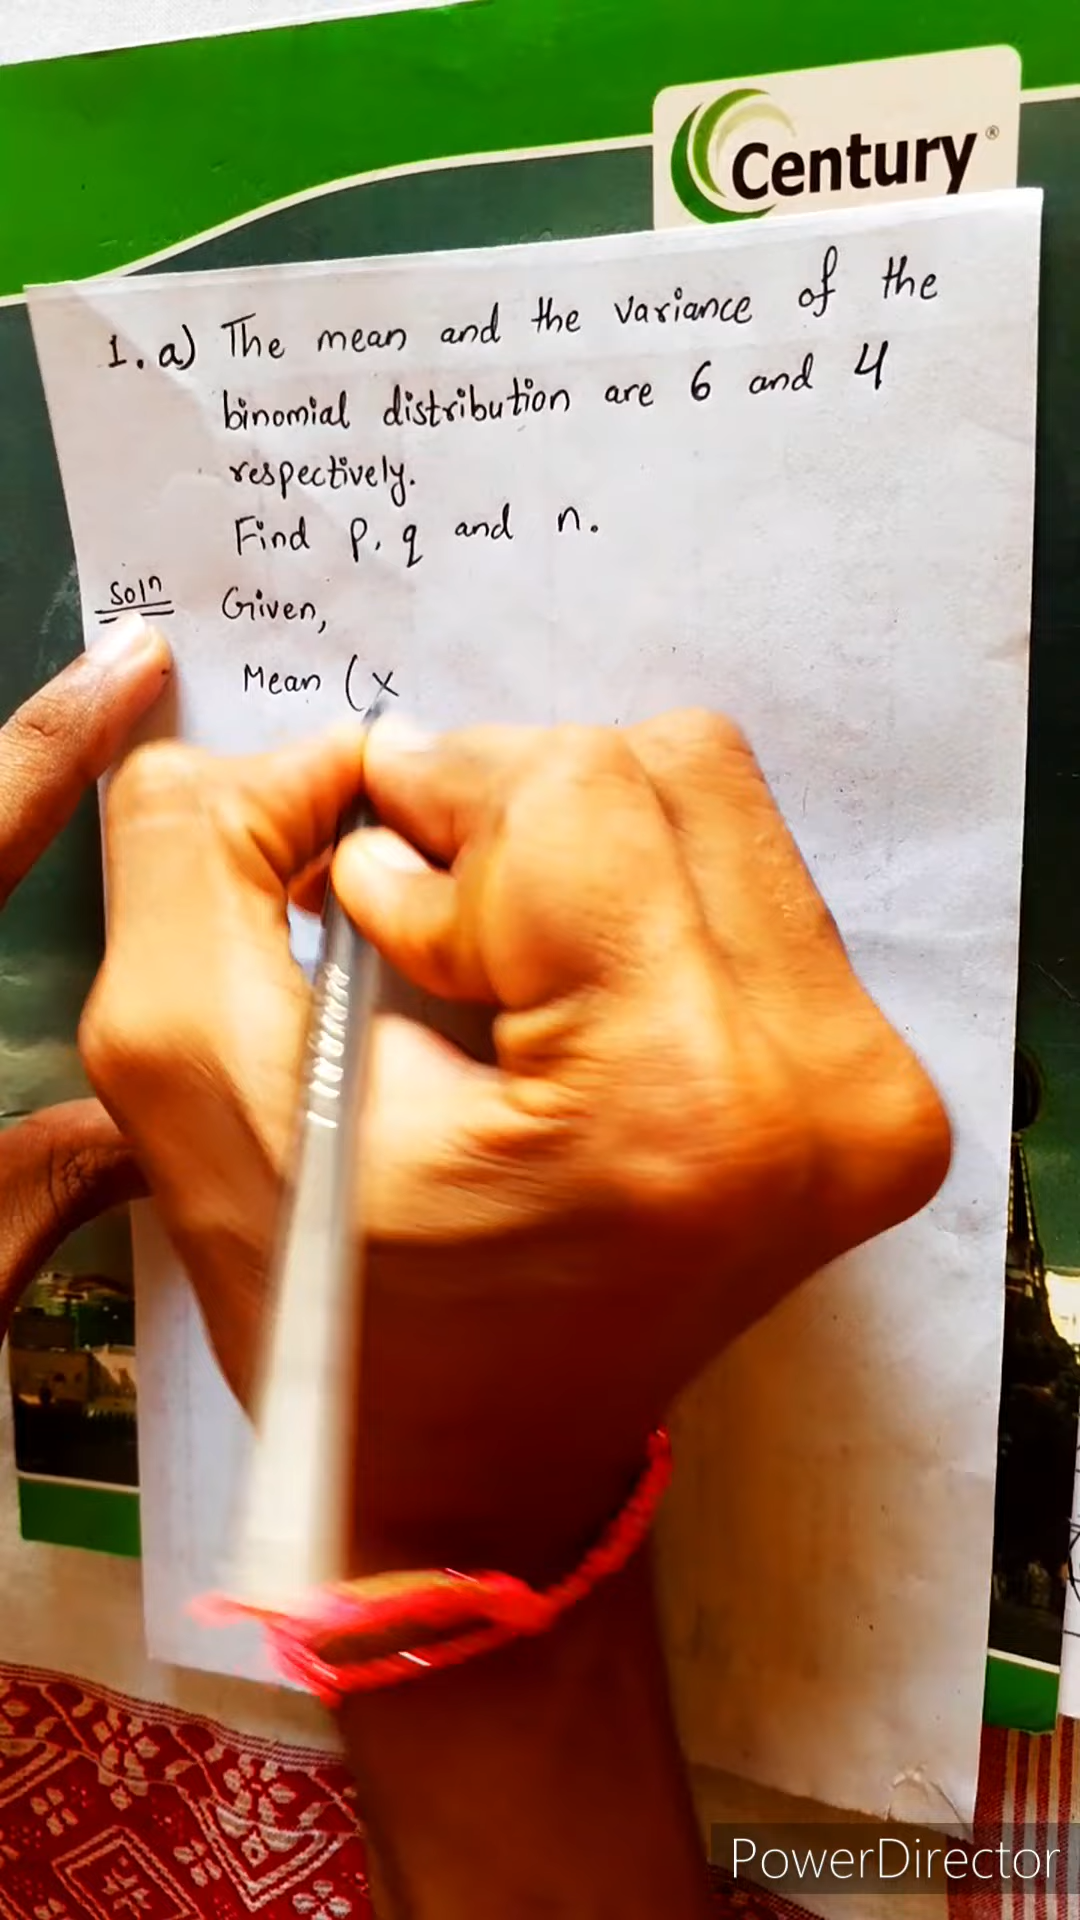 Century®
1. a) The mean and the variance of the
binomial distribution are 6 and 4
respectively.
Find p, q and n.
Solⁿ Given,
Mean (x
PowerDirector